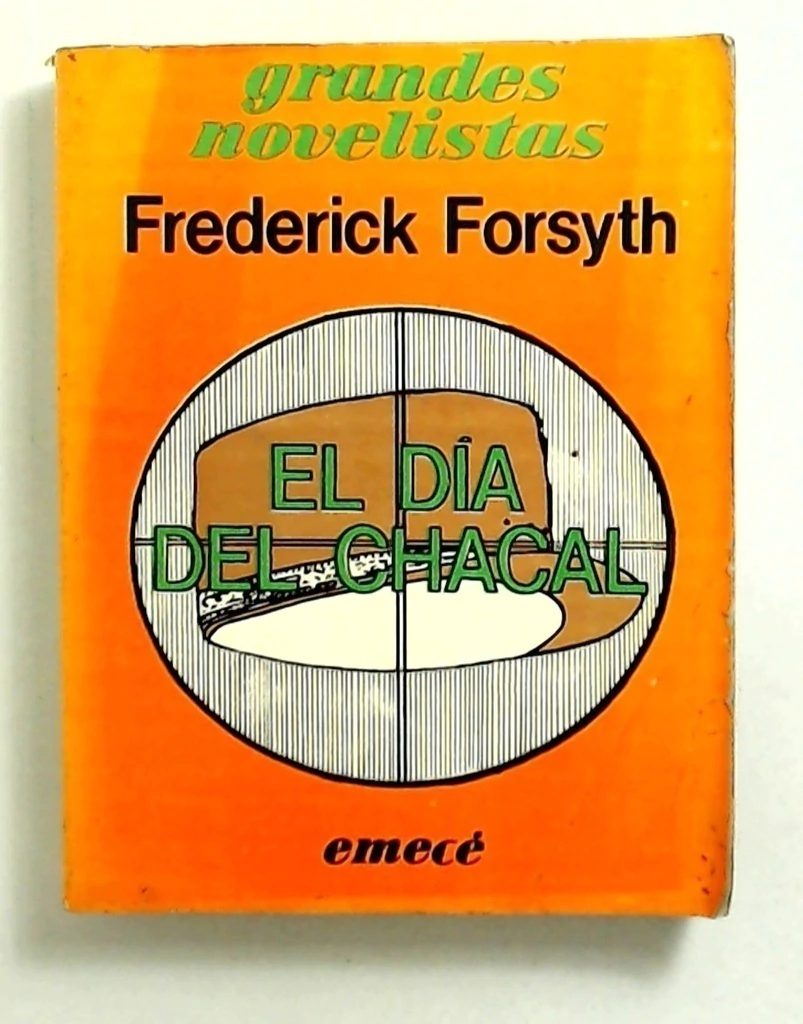 grandes
novelistas
Frederick Forsyth
EL DÍA
DEL CHACAL
emecé